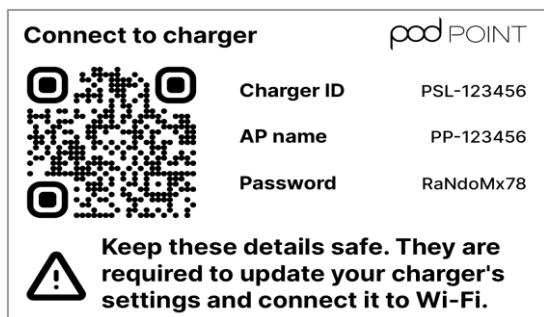 Connect to charger
pod POINT
Charger ID PSL-123456
AP name PP-123456
Password RaNdoMx78
Keep these details safe. They are
required to update your charger's
settings and connect it to Wi-Fi.